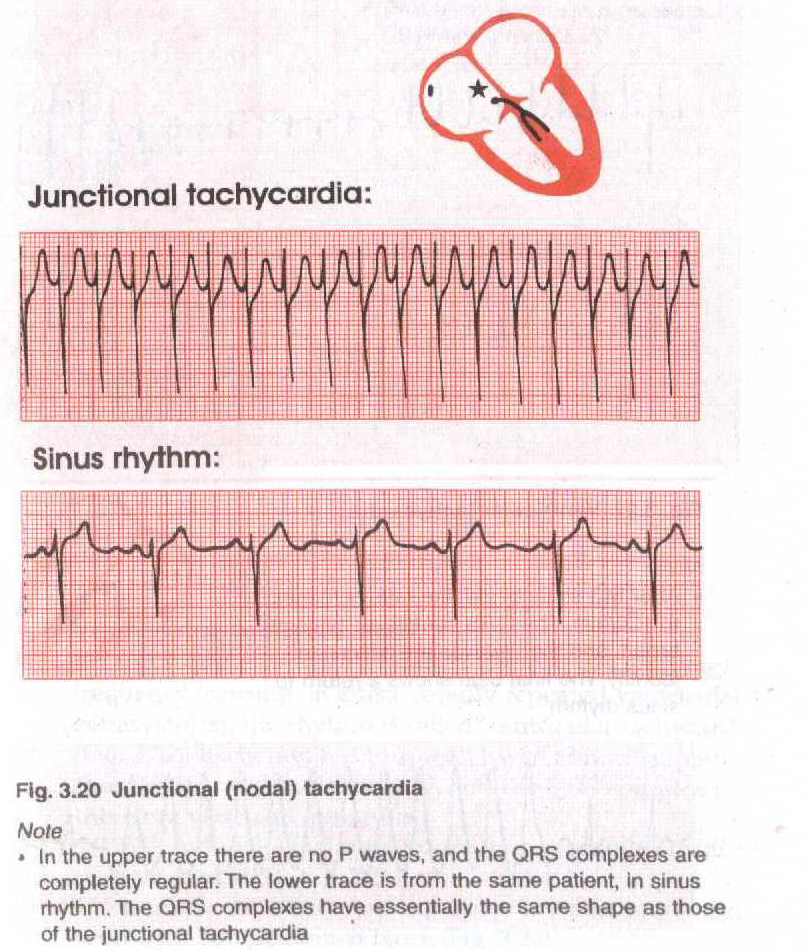 Junctional tachycardia:
Sinus rhythm:
Fig. 3.20 Junctional (nodal) tachycardia
Note
• In the upper trace there are no P waves, and the QRS complexes are
completely regular. The lower trace is from the same patient, in sinus
rhythm. The QRS complexes have essentially the same shape as those
of the junctional tachycardia